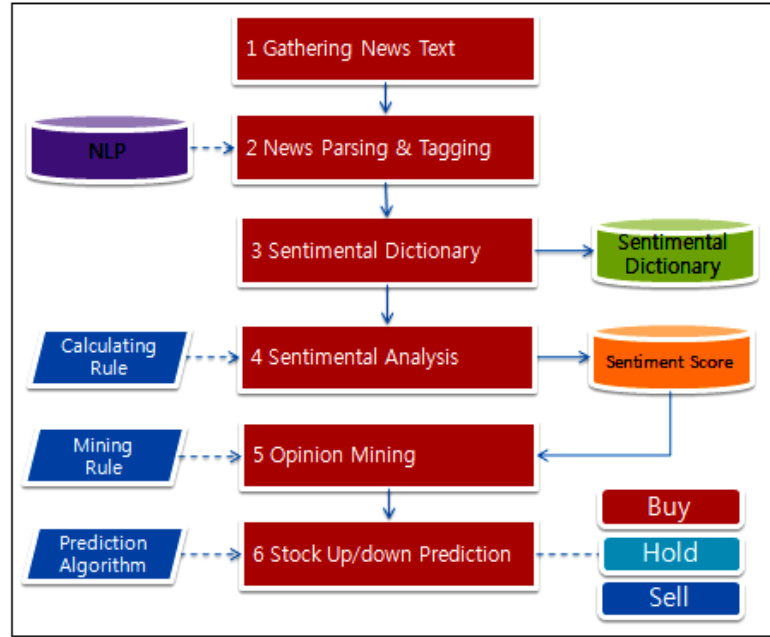 1 Gathering News Text
NLP
2 News Parsing & Tagging
3 Sentimental Dictionary
Sentimental
Dictionary
Calculating
Rule
4 Sentimental Analysis
Sentiment Score
Mining
Rule
5 Opinion Mining
Prediction
Algorithm
6 Stock Up/down Prediction
Buy
Hold
Sell